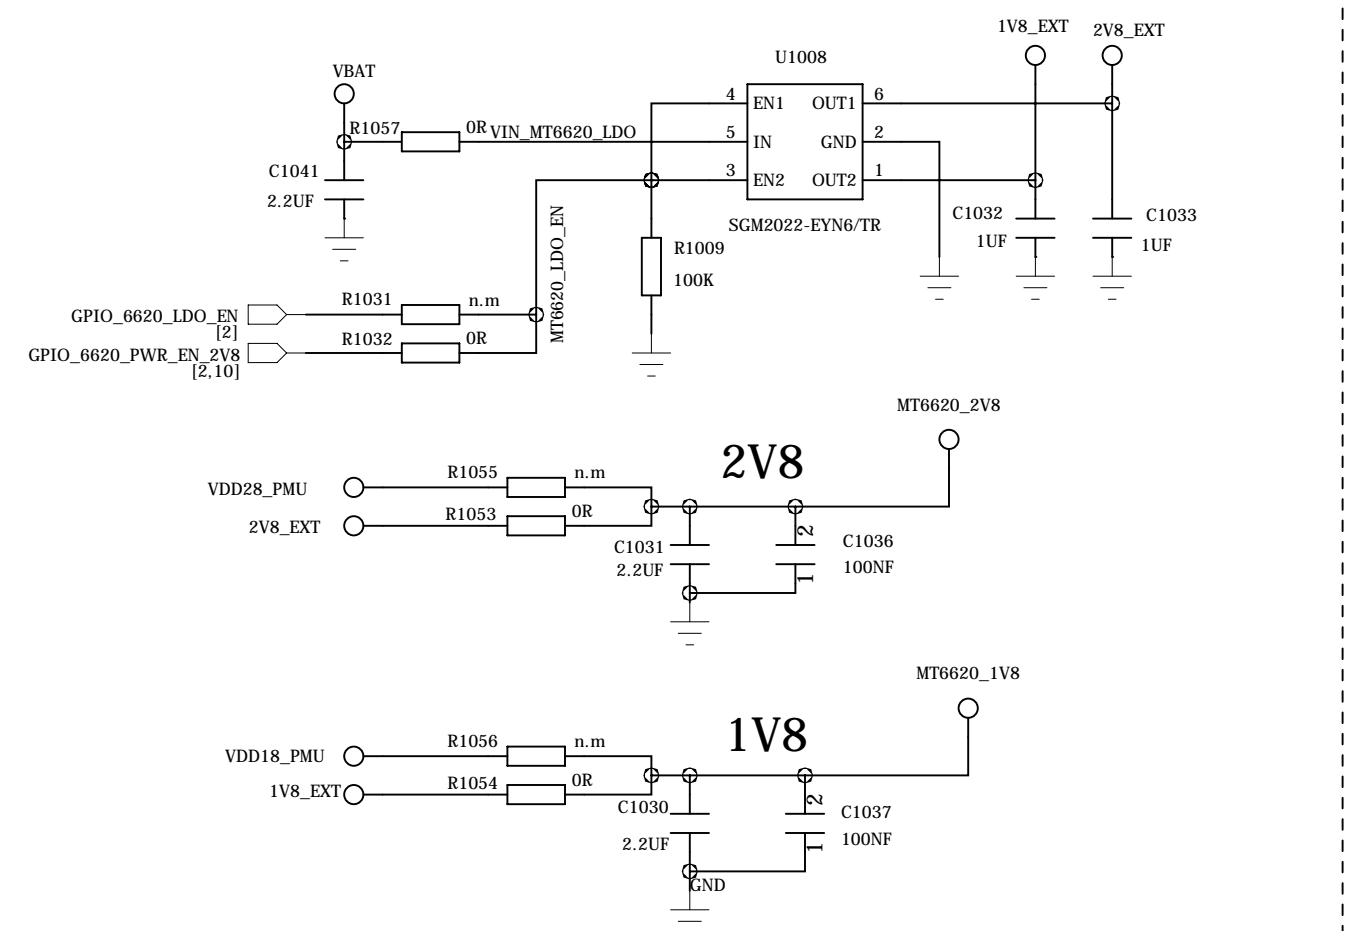 1V8_EXT
2V8_EXT
U1008
VBAT
4
EN1
OUT1
6
R1057
0R
VIN_MT6620_LDO
5
IN
GND
2
C1041
2.2UF
3
EN2
OUT2
1
SGM2022-EYN6/TR
C1032
1UF
C1033
1UF
MT6620_LDO_EN
R1009
100K
GPIO_6620_LDO_EN
[2]
R1031
n.m
GPIO_6620_PWR_EN_2V8
[2,10]
R1032
0R
MT6620_2V8
2V8
VDD28_PMU
R1055
n.m
2V8_EXT
R1053
0R
C1031
2.2UF
2
1
C1036
100NF
MT6620_1V8
1V8
VDD18_PMU
R1056
n.m
1V8_EXT
R1054
0R
C1030
2.2UF
2
1
C1037
100NF
GND